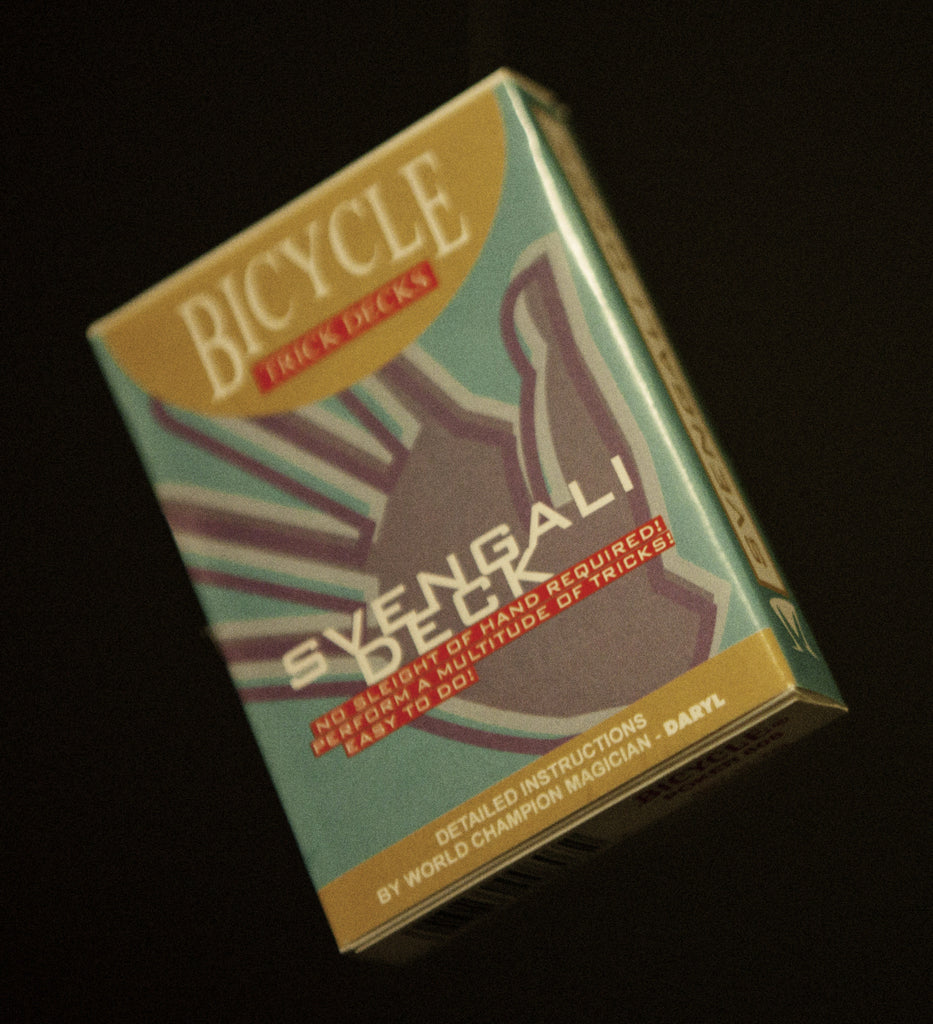 BICYCLE
TRICK DECKS
SVENGALI
DECK
NO SLEIGHT OF HAND REQUIRED!
PERFORM A MULTITUDE OF TRICKS!
EASY TO DO!
DETAILED INSTRUCTIONS
BY WORLD CHAMPION MAGICIAN - DARYL
BICYCLE®